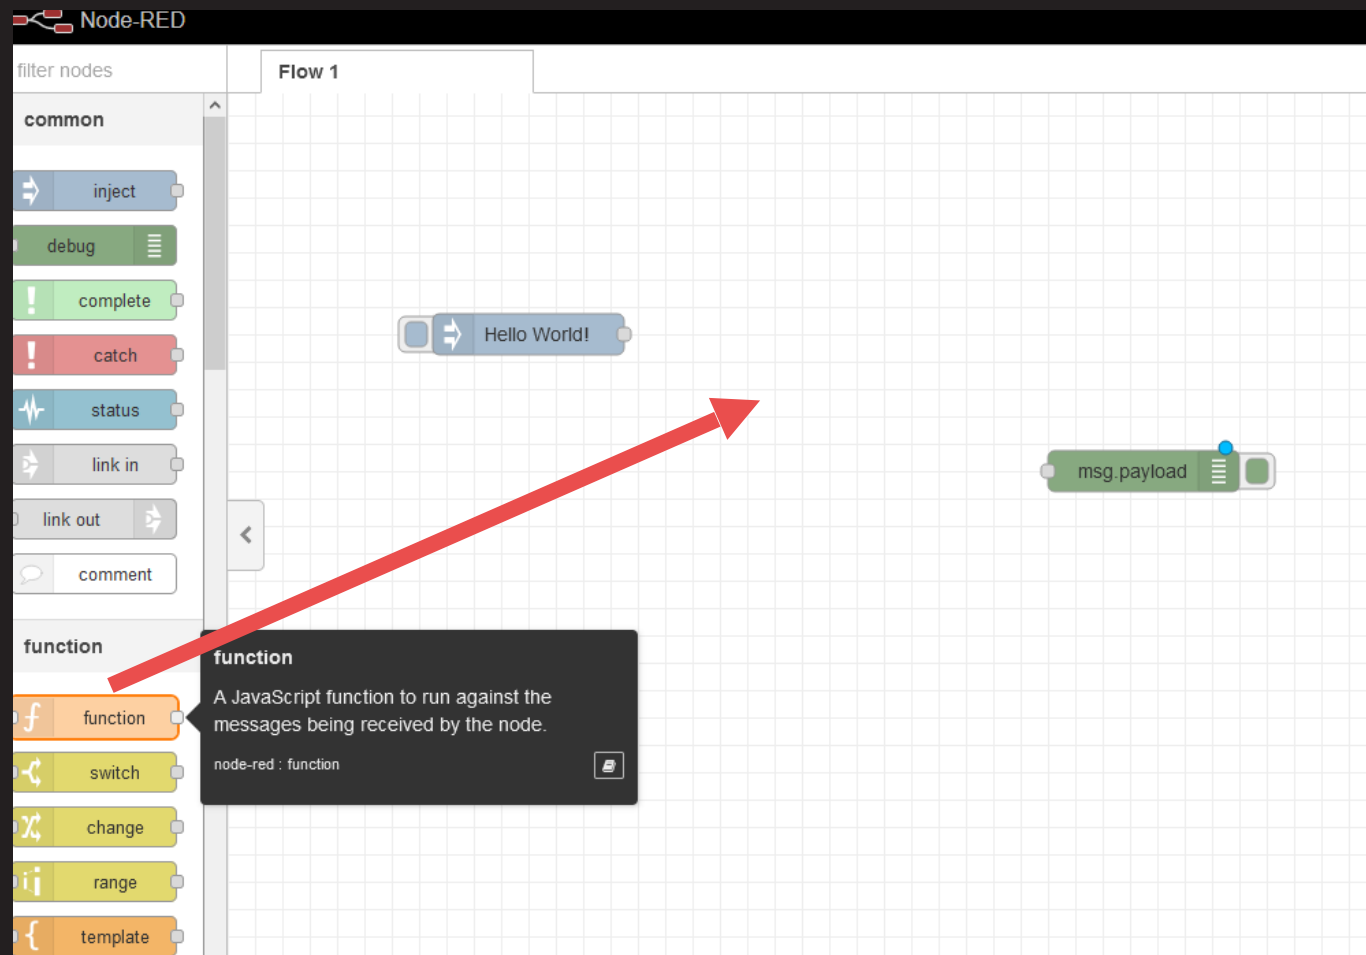 Node-RED
filter nodes
Flow 1
common
inject
debug
complete
catch
status
link in
link out
comment
function
function
switch
change
range
template
Hello World!
msg.payload
function
A JavaScript function to run against the
messages being received by the node.
node-red : function